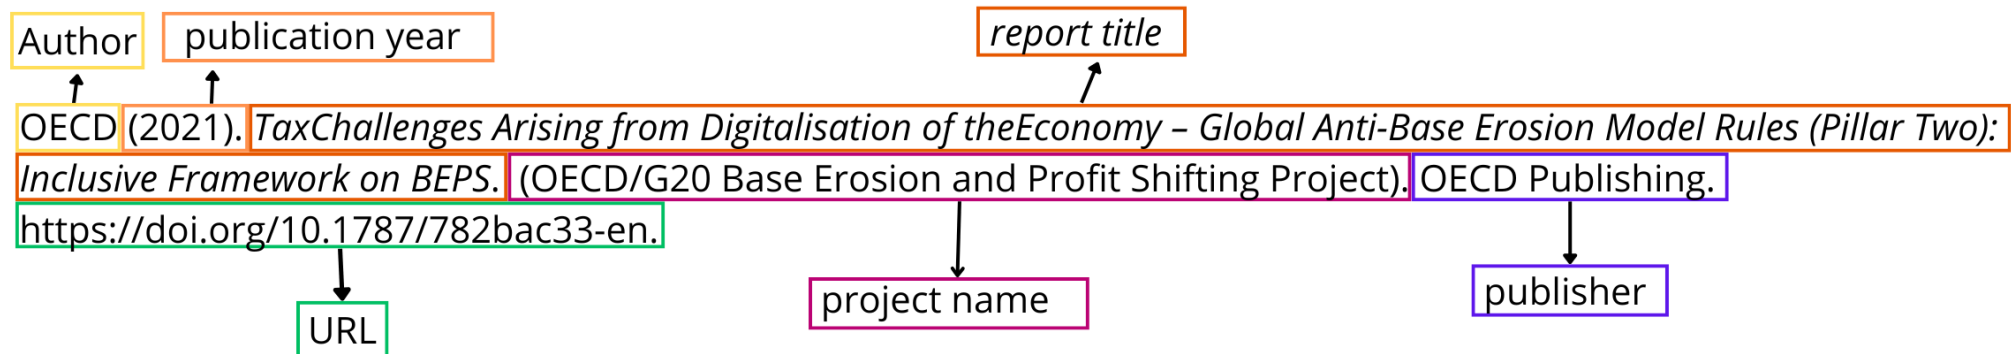 Author publication year report title
OECD (2021). TaxChallenges Arising from Digitalisation of theEconomy – Global Anti-Base Erosion Model Rules (Pillar Two):
Inclusive Framework on BEPS. (OECD/G20 Base Erosion and Profit Shifting Project). OECD Publishing.
https://doi.org/10.1787/782bac33-en.
URL
project name
publisher